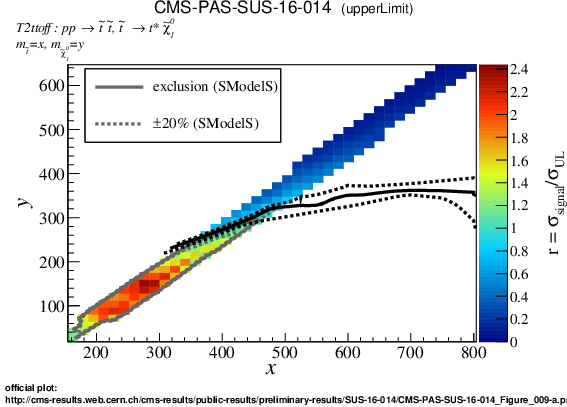 CMS-PAS-SUS-16-014 (upperLimit)
T2ttoff : pp → t̃ t̃, t̃ → t* χ̃₁⁰
m_t̃=x, m_χ̃₁⁰=y
exclusion (SModelS)
±20% (SModelS)
600
500
400
300
200
100
y
200 300 400 500 600 700 800
x
2.4
2.2
2
1.8
1.6
1.4
1.2
1
0.8
0.6
0.4
0.2
0
r = σ_signal/σ_UL
official plot:
http://cms-results.web.cern.ch/cms-results/public-results/preliminary-results/SUS-16-014/CMS-PAS-SUS-16-014_Figure_009-a.p